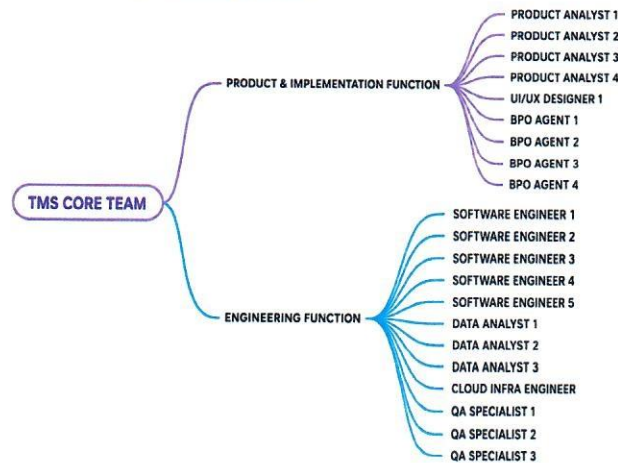 PRODUCT ANALYST 1
PRODUCT ANALYST 2
PRODUCT ANALYST 3
PRODUCT ANALYST 4
PRODUCT & IMPLEMENTATION FUNCTION
UI/UX DESIGNER 1
BPO AGENT 1
BPO AGENT 2
BPO AGENT 3
BPO AGENT 4
TMS CORE TEAM
SOFTWARE ENGINEER 1
SOFTWARE ENGINEER 2
SOFTWARE ENGINEER 3
SOFTWARE ENGINEER 4
SOFTWARE ENGINEER 5
ENGINEERING FUNCTION
DATA ANALYST 1
DATA ANALYST 2
DATA ANALYST 3
CLOUD INFRA ENGINEER
QA SPECIALIST 1
QA SPECIALIST 2
QA SPECIALIST 3